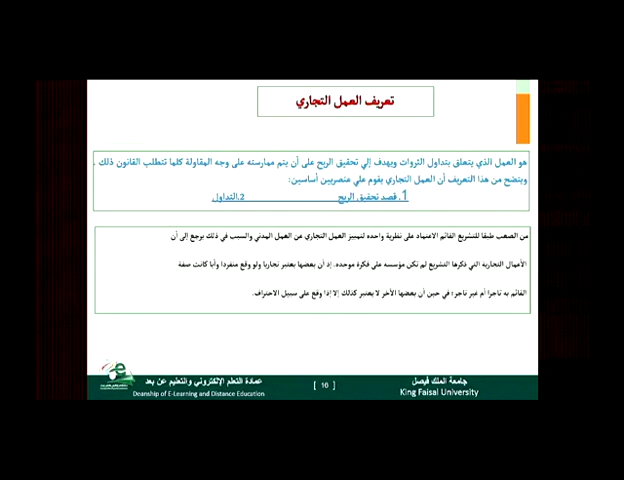 تعريف العمل التجاري
هو العمل الذي يتعلق بتداول الثروات ويهدف إلي تحقيق الربح على أن يتم ممارسته على وجه المقاولة كلما تتطلب القانون ذلك .
ويتضح من هذا التعريف أن العمل التجاري يقوم علي عنصريين أساسين:
1.قصد تحقيق الربح 2.التداول
من الصعب طبقا للتشريع القائم الاعتماد على نظرية واحده لتمييز العمل التجاري عن العمل المدني والسبب في ذلك يرجع إلى أن
الأعمال التجاريه التي ذكرها التشريع لم تكن مؤسسه على فكرة موحده، إذ أن بعضها يعتبر تجاريا ولو وقع منفردا وأيا كانت صفة
القائم به تاجرا أم غير تاجر؛ في حين أن بعضها الأخر لا يعتبر كذلك إلا إذا وقع على سبيل الاحتراف.
جامعة الملك فيصل
King Faisal University
[ 16 ]
عمادة التعلم الإلكتروني والتعليم عن بعد
Deanship of E-Learning and Distance Education